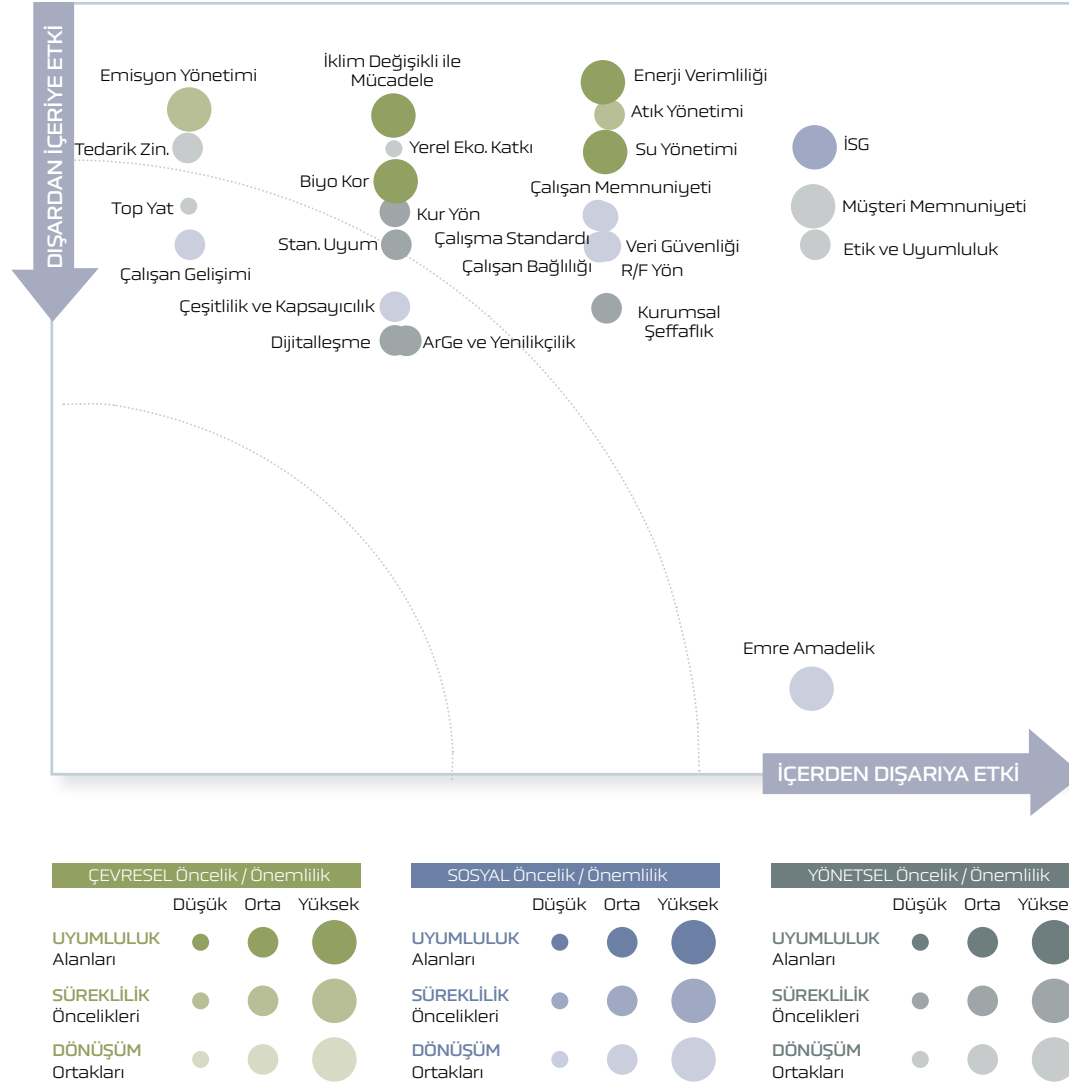 DIŞARDAN İÇERİYE ETKİ
Emisyon Yönetimi
Tedarik Zin.
Top Yat
Çalışan Gelişimi
İklim Değişikli ile
Mücadele
Yerel Eko. Katkı
Biyo Kor
Kur Yön
Stan. Uyum
Çeşitlilik ve Kapsayıcılık
Dijitalleşme
ArGe ve Yenilikçilik
Enerji Verimliliği
Atık Yönetimi
Su Yönetimi
Çalışan Memnuniyeti
Çalışma Standardı
Veri Güvenliği
Çalışan Bağlılığı
R/F Yön
Kurumsal
Şeffaflık
İSG
Müşteri Memnuniyeti
Etik ve Uyumluluk
Emre Amadelik
İÇERDEN DIŞARIYA ETKİ
ÇEVRESEL Öncelik / Önemlilik
Düşük Orta Yüksek
UYUMLULUK
Alanları
SÜREKLİLİK
Öncelikleri
DÖNÜŞÜM
Ortakları
SOSYAL Öncelik / Önemlilik
Düşük Orta Yüksek
UYUMLULUK
Alanları
SÜREKLİLİK
Öncelikleri
DÖNÜŞÜM
Ortakları
YÖNETSEL Öncelik / Önemlilik
Düşük Orta Yükse
UYUMLULUK
Alanları
SÜREKLİLİK
Öncelikleri
DÖNÜŞÜM
Ortakları